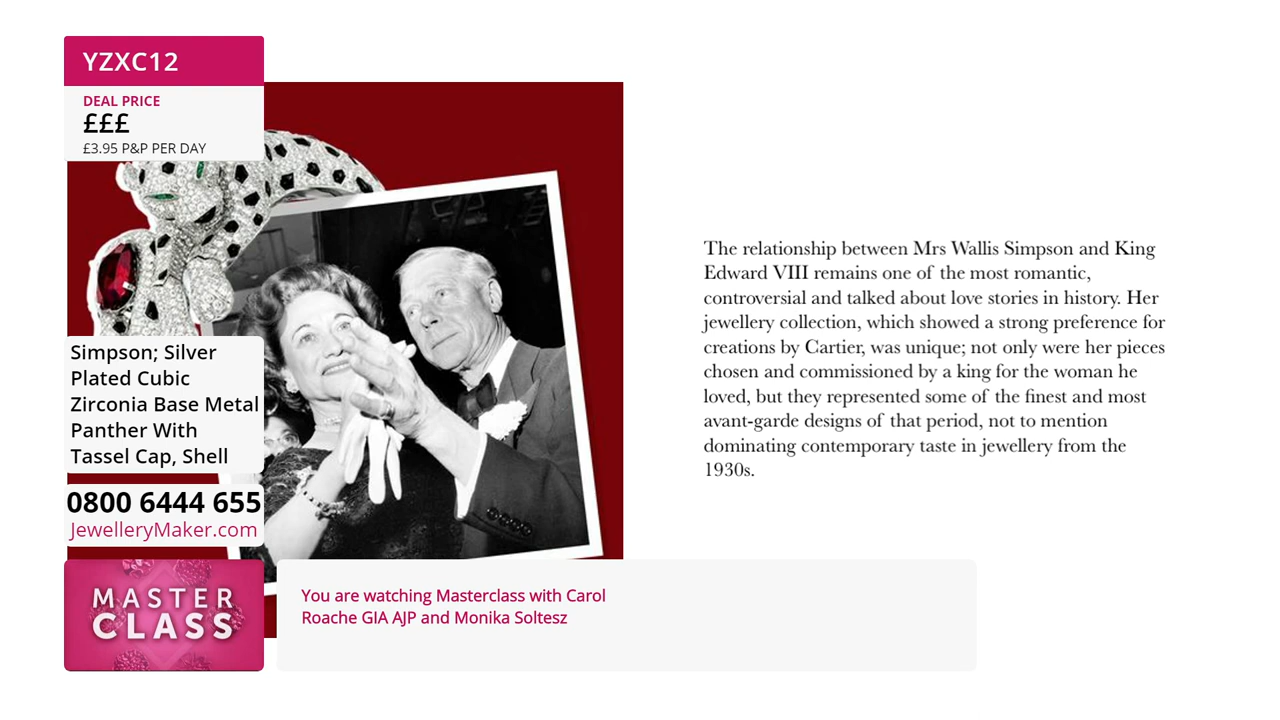 YZXC12
DEAL PRICE
£££
£3.95 P&P PER DAY
Simpson; Silver
Plated Cubic
Zirconia Base Metal
Panther With
Tassel Cap, Shell
0800 6444 655
JewelleryMaker.com
MASTER
CLASS
You are watching Masterclass with Carol
Roache GIA AJP and Monika Soltesz
The relationship between Mrs Wallis Simpson and King
Edward VIII remains one of the most romantic,
controversial and talked about love stories in history. Her
jewellery collection, which showed a strong preference for
creations by Cartier, was unique; not only were her pieces
chosen and commissioned by a king for the woman he
loved, but they represented some of the finest and most
avant-garde designs of that period, not to mention
dominating contemporary taste in jewellery from the
1930s.